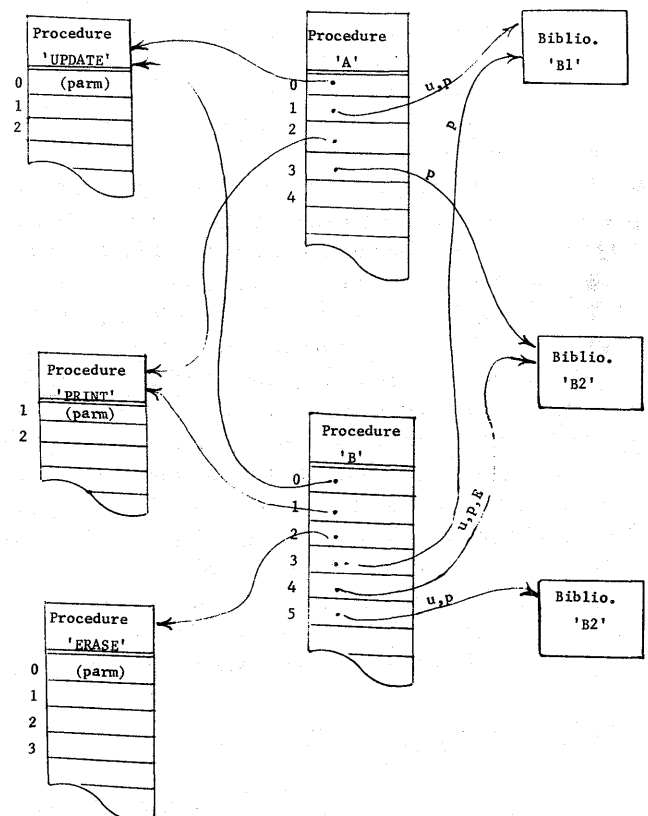 Procedure
'UPDATE'
0 (parm)
1
2
Procedure
'A'
0
1
2
3
4
u,p
p
p
Biblio.
'B1'
Biblio.
'B2'
Procedure
'PRINT'
1 (parm)
2
Procedure
'B'
0
1
2
3
4
5
u,p,E
u,p
Biblio.
'B2'
Procedure
'ERASE'
0 (parm)
1
2
3